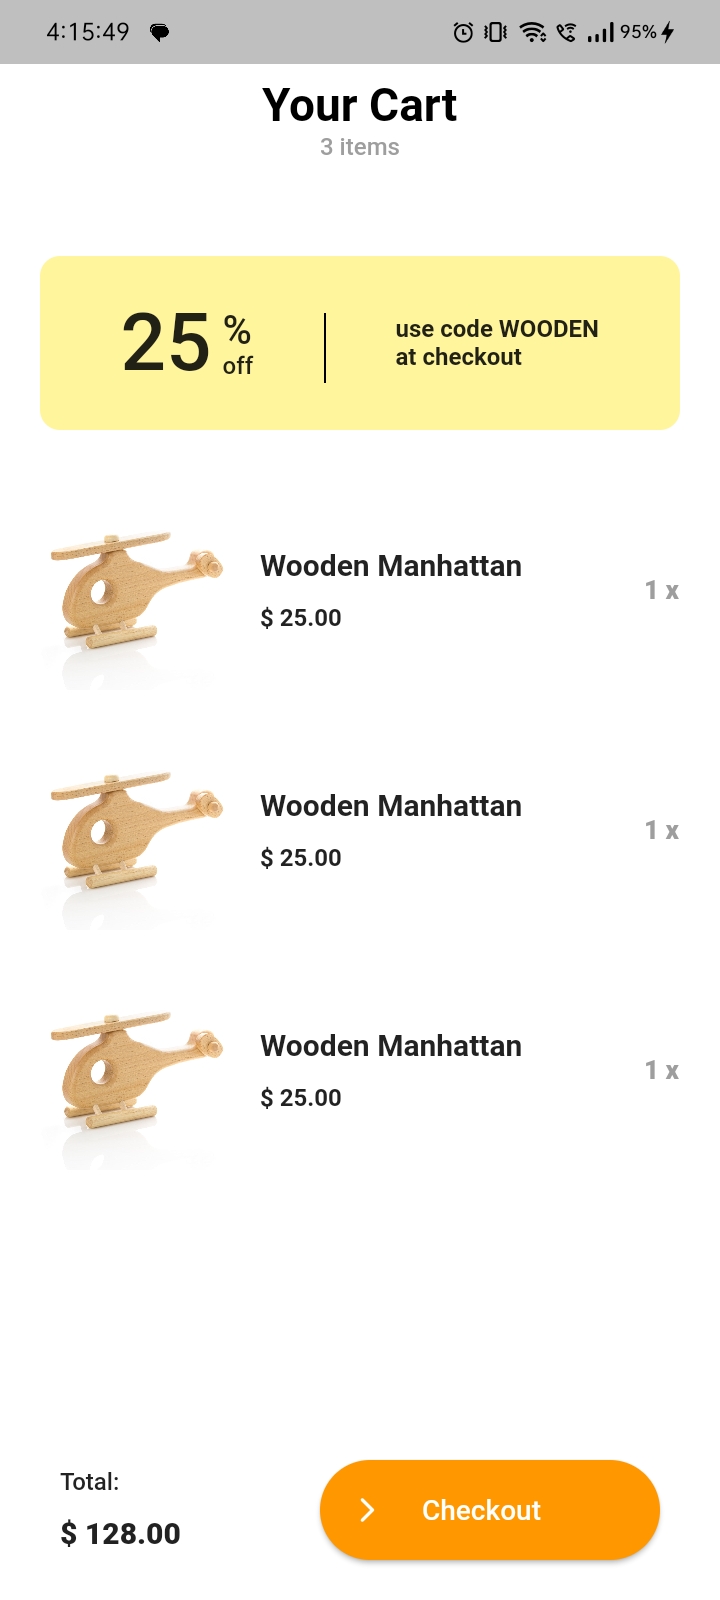 4:15:49
95%
Your Cart
3 items
25 %
off
use code WOODEN
at checkout
Wooden Manhattan
$ 25.00
1 x
Wooden Manhattan
$ 25.00
1 x
Wooden Manhattan
$ 25.00
1 x
Total:
$ 128.00
Checkout